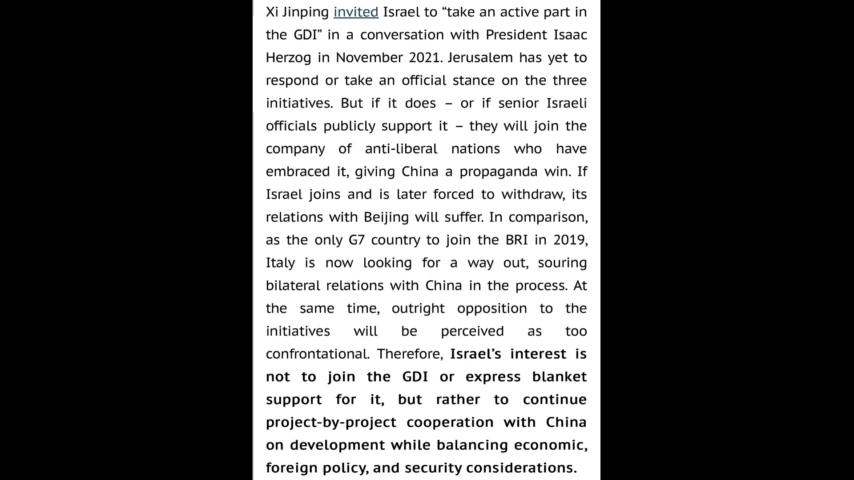 Xi Jinping invited Israel to “take an active part in
the GDI” in a conversation with President Isaac
Herzog in November 2021. Jerusalem has yet to
respond or take an official stance on the three
initiatives. But if it does – or if senior Israeli
officials publicly support it – they will join the
company of anti-liberal nations who have
embraced it, giving China a propaganda win. If
Israel joins and is later forced to withdraw, its
relations with Beijing will suffer. In comparison,
as the only G7 country to join the BRI in 2019,
Italy is now looking for a way out, souring
bilateral relations with China in the process. At
the same time, outright opposition to the
initiatives will be perceived as too
confrontational. Therefore, Israel’s interest is
not to join the GDI or express blanket
support for it, but rather to continue
project-by-project cooperation with China
on development while balancing economic,
foreign policy, and security considerations.